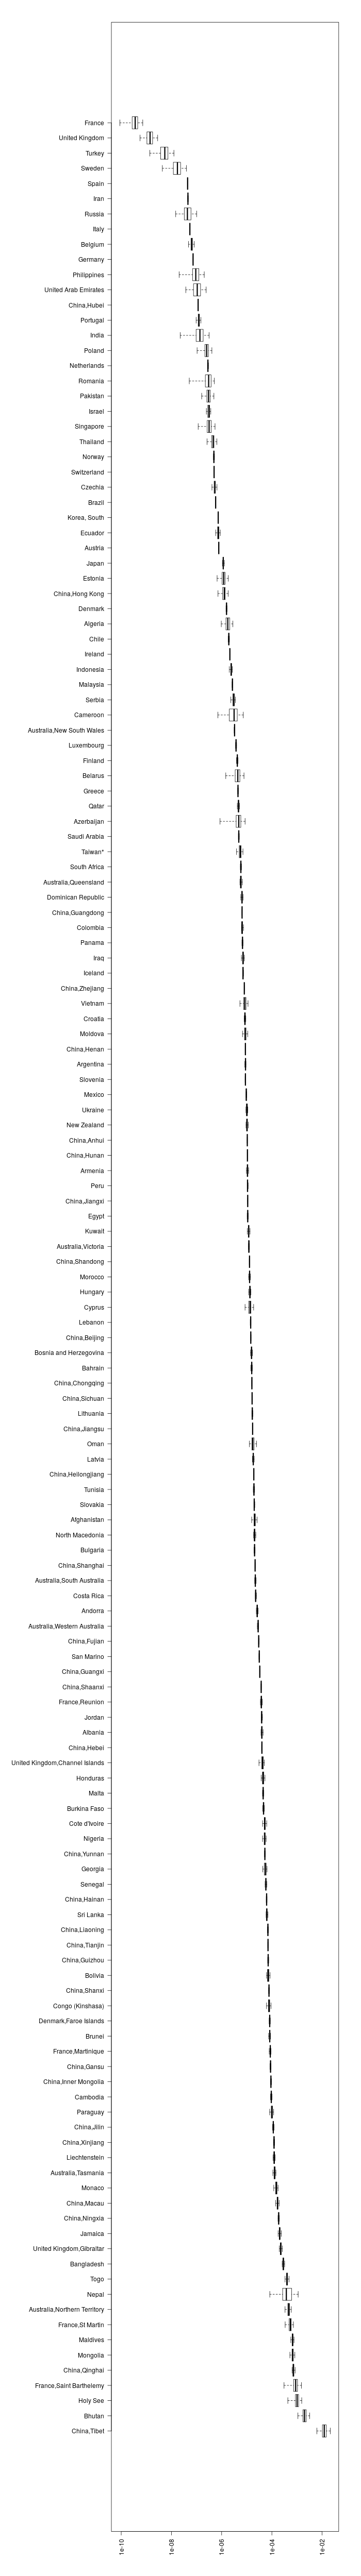 France
United Kingdom
Turkey
Sweden
Spain
Iran
Russia
Italy
Belgium
Germany
Philippines
United Arab Emirates
China,Hubei
Portugal
India
Poland
Netherlands
Romania
Pakistan
Israel
Singapore
Thailand
Norway
Switzerland
Czechia
Brazil
Korea, South
Ecuador
Austria
Japan
Estonia
China,Hong Kong
Denmark
Algeria
Chile
Ireland
Indonesia
Malaysia
Serbia
Cameroon
Australia,New South Wales
Luxembourg
Finland
Belarus
Greece
Qatar
Azerbaijan
Saudi Arabia
Taiwan*
South Africa
Australia,Queensland
Dominican Republic
China,Guangdong
Colombia
Panama
Iraq
Iceland
China,Zhejiang
Vietnam
Croatia
Moldova
China,Henan
Argentina
Slovenia
Mexico
Ukraine
New Zealand
China,Anhui
China,Hunan
Armenia
Peru
China,Jiangxi
Egypt
Kuwait
Australia,Victoria
China,Shandong
Morocco
Hungary
Cyprus
Lebanon
China,Beijing
Bosnia and Herzegovina
Bahrain
China,Chongqing
China,Sichuan
Lithuania
China,Jiangsu
Oman
Latvia
China,Heilongjiang
Tunisia
Slovakia
Afghanistan
North Macedonia
Bulgaria
China,Shanghai
Australia,South Australia
Costa Rica
Andorra
Australia,Western Australia
China,Fujian
San Marino
China,Guangxi
China,Shaanxi
France,Reunion
Jordan
Albania
China,Hebei
United Kingdom,Channel Islands
Honduras
Malta
Burkina Faso
Cote d'Ivoire
Nigeria
China,Yunnan
Georgia
Senegal
China,Hainan
Sri Lanka
China,Liaoning
China,Tianjin
China,Guizhou
Bolivia
China,Shanxi
Congo (Kinshasa)
Denmark,Faroe Islands
Brunei
France,Martinique
China,Gansu
China,Inner Mongolia
Cambodia
Paraguay
China,Jilin
China,Xinjiang
Liechtenstein
Australia,Tasmania
Monaco
China,Macau
China,Ningxia
Jamaica
United Kingdom,Gibraltar
Bangladesh
Togo
Nepal
Australia,Northern Territory
France,St Martin
Maldives
Mongolia
China,Qinghai
France,Saint Barthelemy
Holy See
Bhutan
China,Tibet
1e-10
1e-08
1e-06
1e-04
1e-02